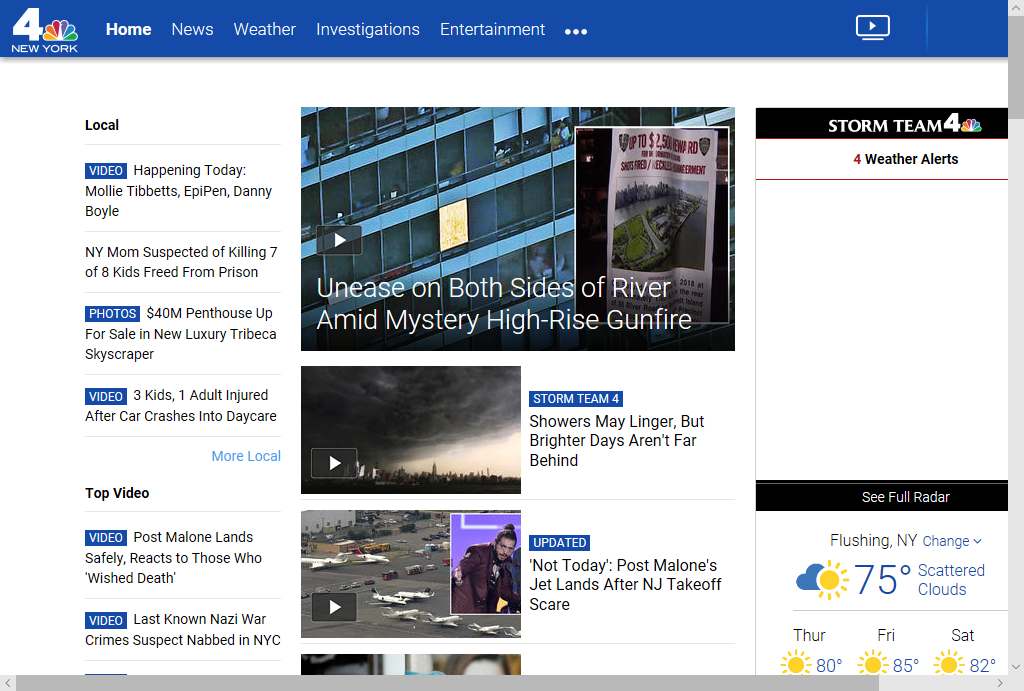 4
NEW YORK
Home News Weather Investigations Entertainment •••
Local
VIDEO Happening Today:
Mollie Tibbetts, EpiPen, Danny
Boyle
NY Mom Suspected of Killing 7
of 8 Kids Freed From Prison
PHOTOS $40M Penthouse Up
For Sale in New Luxury Tribeca
Skyscraper
VIDEO 3 Kids, 1 Adult Injured
After Car Crashes Into Daycare
More Local
Top Video
VIDEO Post Malone Lands
Safely, Reacts to Those Who
'Wished Death'
VIDEO Last Known Nazi War
Crimes Suspect Nabbed in NYC
UP TO $2,500 REWARD
SHOTS FIRED / RECKLESS ENDANGERMENT
Unease on Both Sides of River
Amid Mystery High-Rise Gunfire
STORM TEAM 4
Showers May Linger, But
Brighter Days Aren't Far
Behind
UPDATED
'Not Today': Post Malone's
Jet Lands After NJ Takeoff
Scare
STORM TEAM 4
4 Weather Alerts
See Full Radar
Flushing, NY Change
75° Scattered
Clouds
Thur Fri Sat
80° 85° 82°